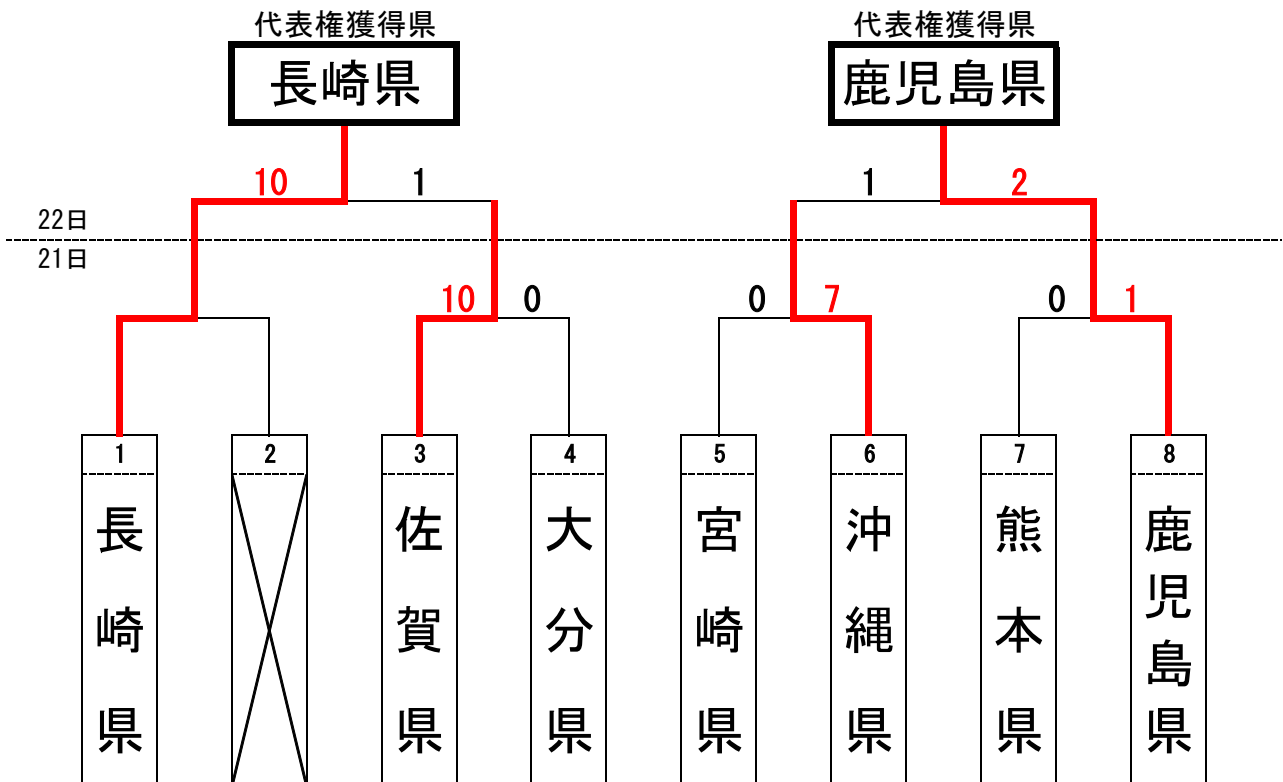 代表権獲得県 代表権獲得県
長崎県 鹿児島県
10 1 1 2
22日
21日
10 0 0 7 0 1
1 2 3 4 5 6 7 8
長崎県
佐賀県
大分県
宮崎県
沖縄県
熊本県
鹿児島県